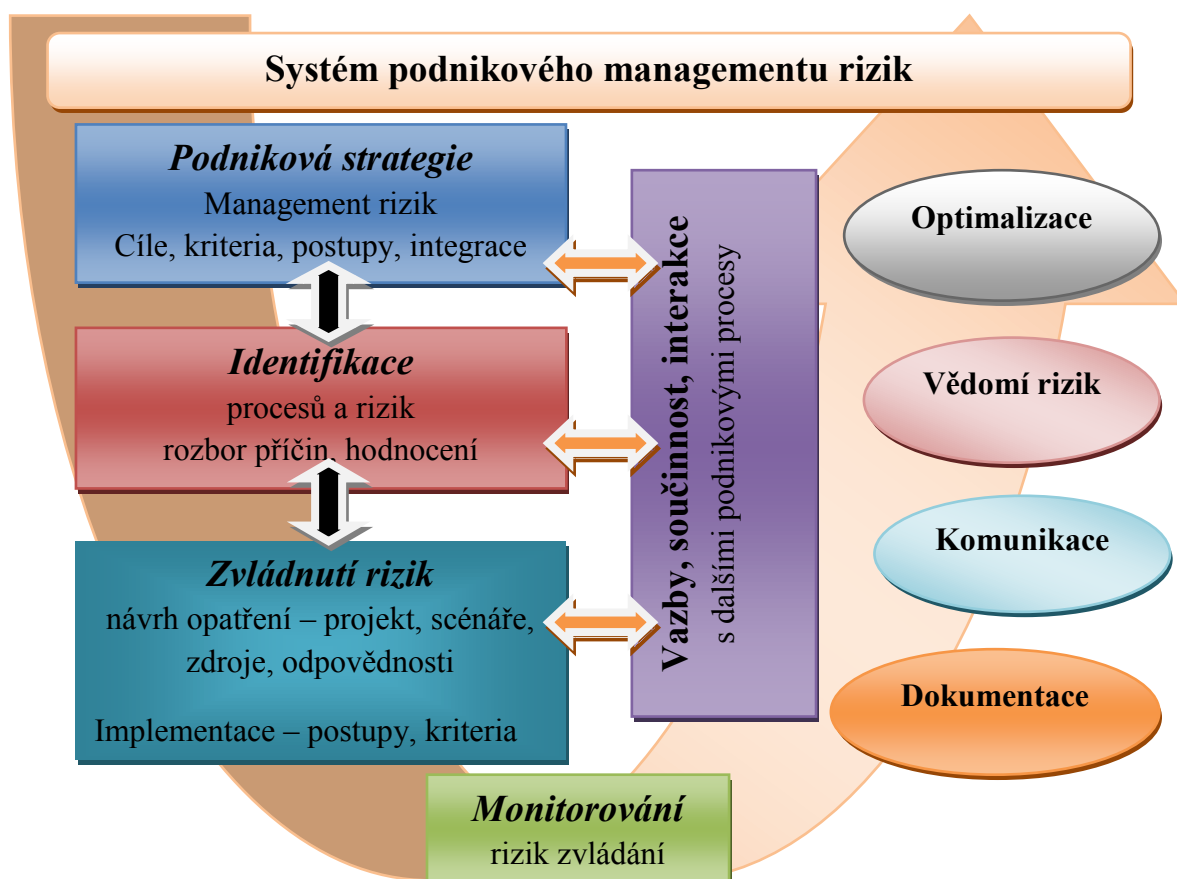 Systém podnikového managementu rizik
Podniková strategie
Management rizik
Cíle, kriteria, postupy, integrace
Identifikace
procesů a rizik
rozbor příčin, hodnocení
Zvládnutí rizik
návrh opatření – projekt, scénáře,
zdroje, odpovědnosti
Implementace – postupy, kriteria
Monitorování
rizik zvládání
Vazby, součinnost, interakce
s dalšími podnikovými procesy
Optimalizace
Vědomí rizik
Komunikace
Dokumentace